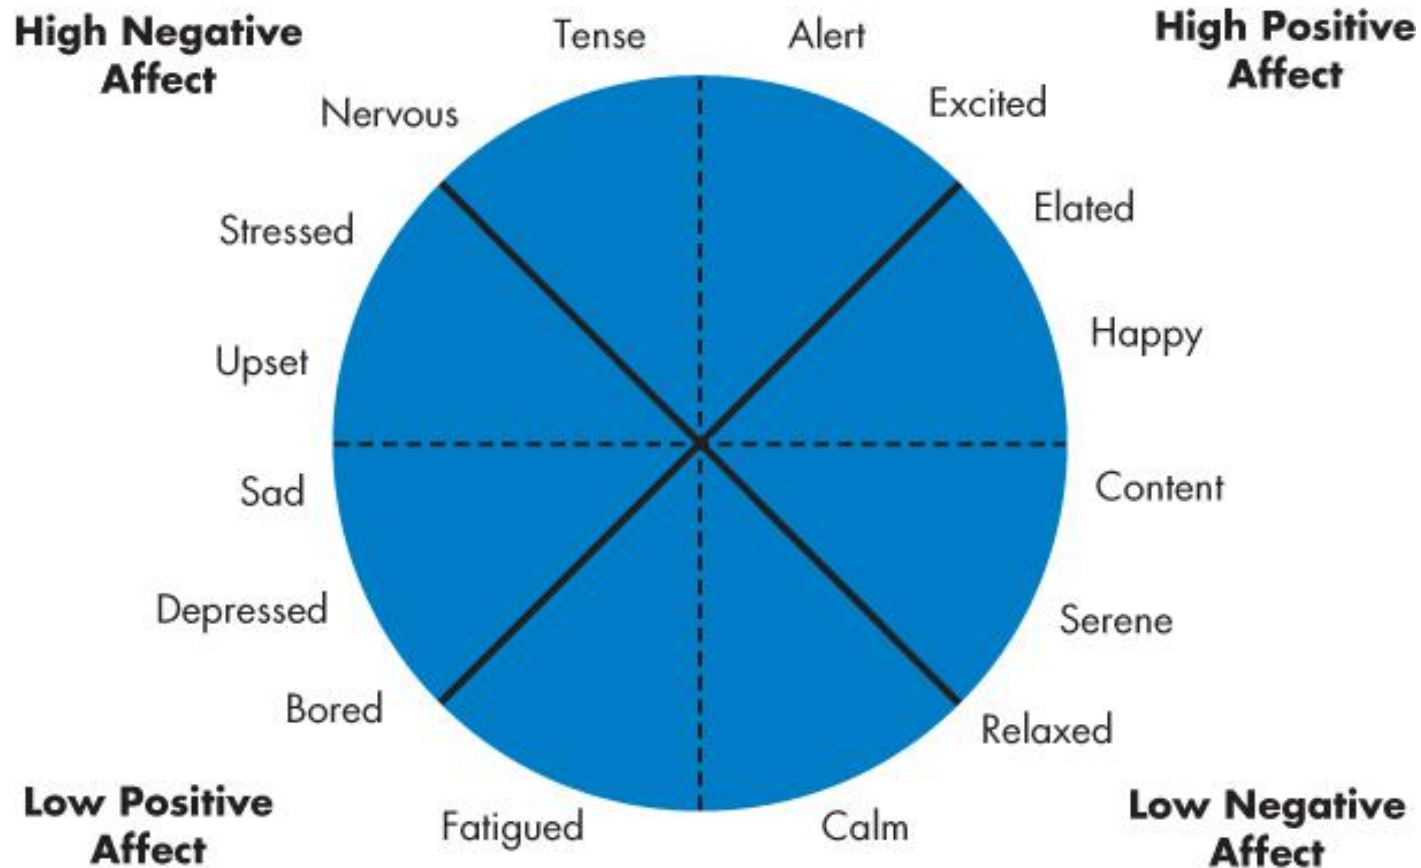 High Negative
Affect
Tense
Alert
High Positive
Affect
Nervous
Excited
Stressed
Elated
Upset
Happy
Sad
Content
Depressed
Serene
Bored
Relaxed
Low Positive
Affect
Fatigued
Calm
Low Negative
Affect